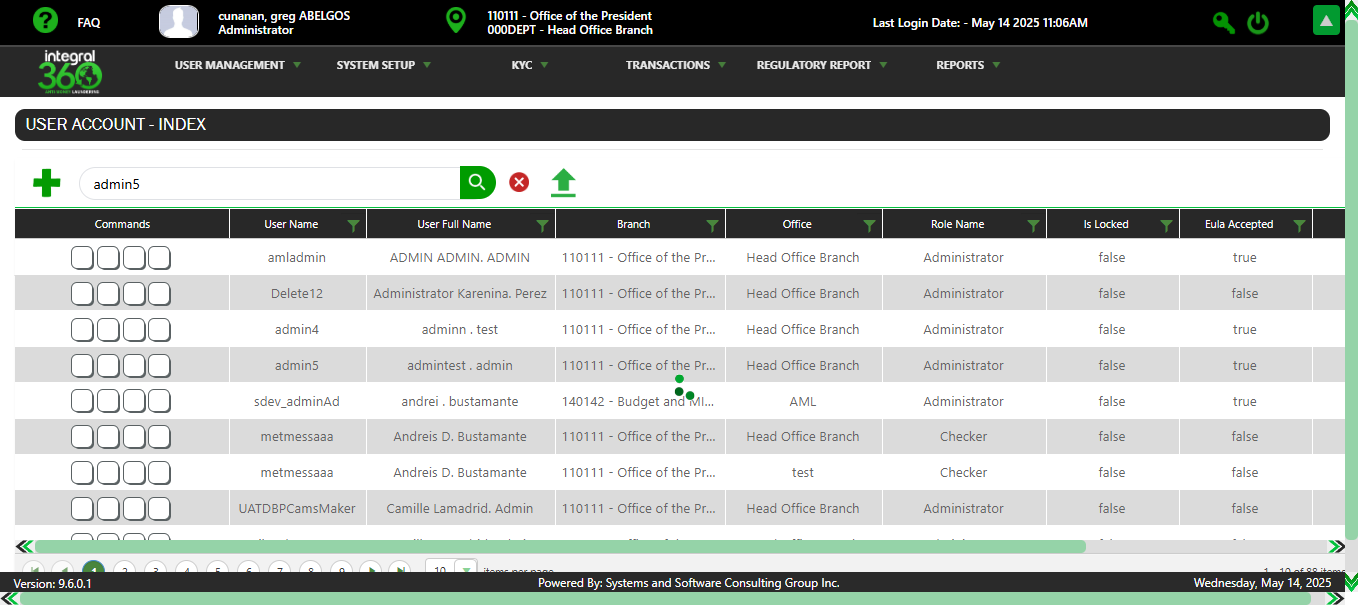 ?
FAQ
cunanan, greg ABELGOS
Administrator
110111 - Office of the President
000DEPT - Head Office Branch
Last Login Date: - May 14 2025 11:06AM
integral
360
USER MANAGEMENT
SYSTEM SETUP
KYC
TRANSACTIONS
REGULATORY REPORT
REPORTS
USER ACCOUNT - INDEX
admin5
Commands User Name User Full Name Branch Office Role Name Is Locked Eula Accepted
amladmin ADMIN ADMIN. ADMIN 110111 - Office of the Pr... Head Office Branch Administrator false true
Delete12 Administrator Karenina. Perez 110111 - Office of the Pr... Head Office Branch Administrator false false
admin4 adminn . test 110111 - Office of the Pr... Head Office Branch Administrator false true
admin5 admintest . admin 110111 - Office of the Pr... Head Office Branch Administrator false true
sdev_adminAd andrei . bustamante 140142 - Budget and MI... AML Administrator false true
metmessaaa Andreis D. Bustamante 110111 - Office of the Pr... Head Office Branch Checker false false
metmessaaa Andreis D. Bustamante 110111 - Office of the Pr... test Checker false false
UATDBPCamsMaker Camille Lamadrid. Admin 110111 - Office of the Pr... Head Office Branch Administrator false false
1 2 3 4 5 6 7 8 9 10 items per page 1 - 10 of 88 items
Version: 9.6.0.1
Powered By: Systems and Software Consulting Group Inc.
Wednesday, May 14, 2025